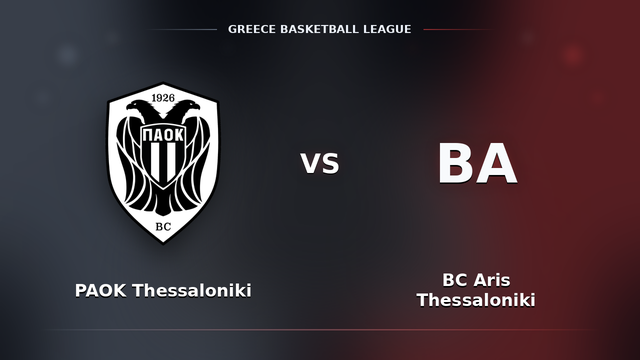 GREECE BASKETBALL LEAGUE
1926
ΠΑΟΚ
BC
VS
BA
PAOK Thessaloniki
BC Aris
Thessaloniki